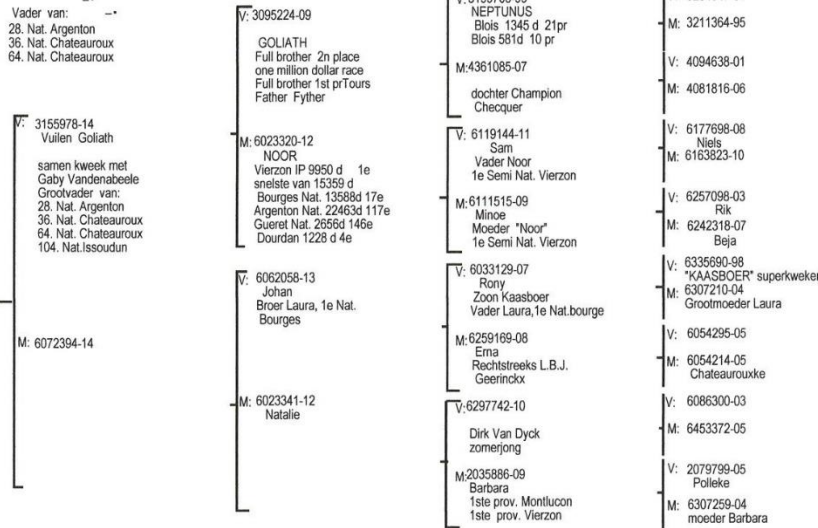 Vader van:
28. Nat. Argenton
36. Nat. Chateauroux
64. Nat. Chateauroux
V: 3155978-14
Vuilen Goliath
samen kweek met
Gaby Vandenabeele
Grootvader van:
28. Nat. Argenton
36. Nat. Chateauroux
64. Nat. Chateauroux
104. Nat.Issoudun
M: 6072394-14
V: 3095224-09
GOLIATH
Full brother 2n place
one million dollar race
Full brother 1st prTours
Father Fyther
M: 6023320-12
NOOR
Vierzon IP 9950 d 1e
snelste van 15359 d
Bourges Nat. 13588d 17e
Argenton Nat. 22463d 117e
Gueret Nat. 2656d 146e
Dourdan 1228 d 4e
V: 6062058-13
Johan
Broer Laura, 1e Nat.
Bourges
M: 6023341-12
Natalie
NEPTUNUS
Blois 1345 d 21pr
Blois 581d 10 pr
M:4361085-07
dochter Champion
Checquer
V: 6119144-11
Sam
Vader Noor
1e Semi Nat. Vierzon
M:6111515-09
Minoe
Moeder "Noor"
1e Semi Nat. Vierzon
V: 6033129-07
Rony
Zoon Kaasboer
Vader Laura,1e Nat.bourge
M:6259169-08
Erna
Rechtstreeks L.B.J.
Geerinckx
V:6297742-10
Dirk Van Dyck
zomerjong
M:2035886-09
Barbara
1ste prov. Montlucon
1ste prov. Vierzon
M: 3211364-95
V: 4094638-01
M: 4081816-06
V: 6177698-08
Niels
M: 6163823-10
V: 6257098-03
Rik
M: 6242318-07
Beja
V: 6335690-98
"KAASBOER" superkweker
M: 6307210-04
Grootmoeder Laura
V: 6054295-05
M: 6054214-05
Chateaurouxke
V: 6086300-03
M: 6453372-05
V: 2079799-05
Polleke
M: 6307259-04
moeder Barbara